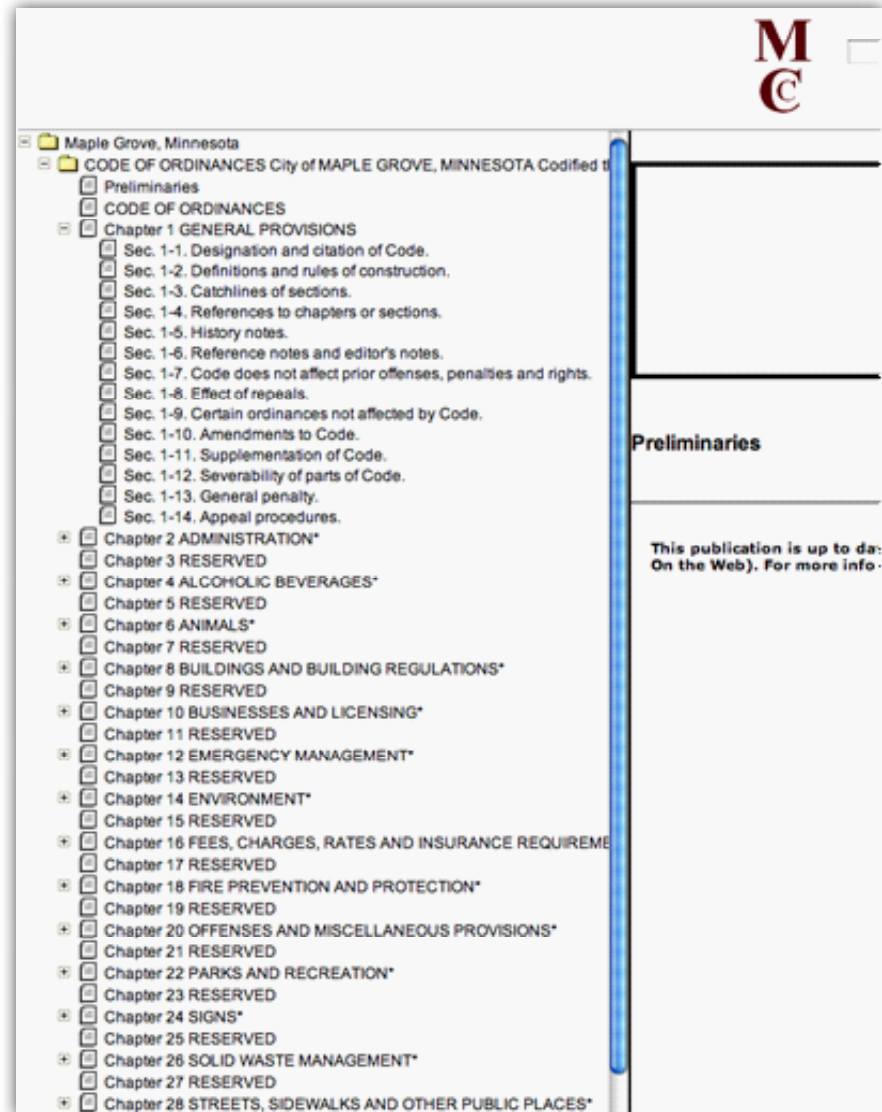 MCC
Maple Grove, Minnesota
CODE OF ORDINANCES City of MAPLE GROVE, MINNESOTA Codified
Preliminaries
CODE OF ORDINANCES
Chapter 1 GENERAL PROVISIONS
Sec. 1-1. Designation and citation of Code.
Sec. 1-2. Definitions and rules of construction.
Sec. 1-3. Catchlines of sections.
Sec. 1-4. References to chapters or sections.
Sec. 1-5. History notes.
Sec. 1-6. Reference notes and editor's notes.
Sec. 1-7. Code does not affect prior offenses, penalties and rights.
Sec. 1-8. Effect of repeals.
Sec. 1-9. Certain ordinances not affected by Code.
Sec. 1-10. Amendments to Code.
Sec. 1-11. Supplementation of Code.
Sec. 1-12. Severability of parts of Code.
Sec. 1-13. General penalty.
Sec. 1-14. Appeal procedures.
Chapter 2 ADMINISTRATION*
Chapter 3 RESERVED
Chapter 4 ALCOHOLIC BEVERAGES*
Chapter 5 RESERVED
Chapter 6 ANIMALS*
Chapter 7 RESERVED
Chapter 8 BUILDINGS AND BUILDING REGULATIONS*
Chapter 9 RESERVED
Chapter 10 BUSINESSES AND LICENSING*
Chapter 11 RESERVED
Chapter 12 EMERGENCY MANAGEMENT*
Chapter 13 RESERVED
Chapter 14 ENVIRONMENT*
Chapter 15 RESERVED
Chapter 16 FEES, CHARGES, RATES AND INSURANCE REQUIREME
Chapter 17 RESERVED
Chapter 18 FIRE PREVENTION AND PROTECTION*
Chapter 19 RESERVED
Chapter 20 OFFENSES AND MISCELLANEOUS PROVISIONS*
Chapter 21 RESERVED
Chapter 22 PARKS AND RECREATION*
Chapter 23 RESERVED
Chapter 24 SIGNS*
Chapter 25 RESERVED
Chapter 26 SOLID WASTE MANAGEMENT*
Chapter 27 RESERVED
Chapter 28 STREETS, SIDEWALKS AND OTHER PUBLIC PLACES*
Preliminaries
This publication is up to
On the Web). For more info